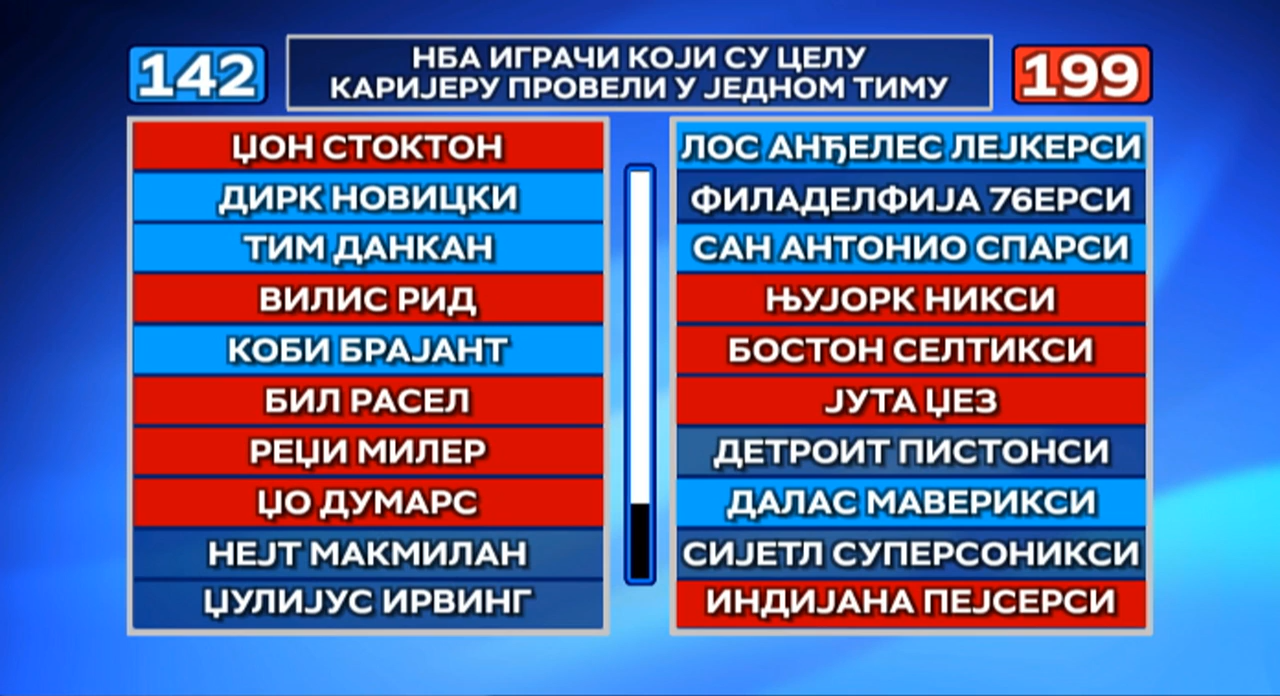 142
НБА ИГРАЧИ КОЈИ СУ ЦЕЛУ
КАРИЈЕРУ ПРОВЕЛИ У ЈЕДНОМ ТИМУ
199
ЏОН СТОКТОН
ДИРК НОВИЦКИ
ТИМ ДАНКАН
ВИЛИС РИД
КОБИ БРАЈАНТ
БИЛ РАСЕЛ
РЕЏИ МИЛЕР
ЏО ДУМАРС
НЕЈТ МАКМИЛАН
ЏУЛИЈУС ИРВИНГ
ЛОС АНЂЕЛЕС ЛЕЈКЕРСИ
ФИЛАДЕЛФИЈА 76ЕРСИ
САН АНТОНИО СПАРСИ
ЊУЈОРК НИКСИ
БОСТОН СЕЛТИКСИ
ЈУТА ЏЕЗ
ДЕТРОИТ ПИСТОНСИ
ДАЛАС МАВЕРИКСИ
СИЈЕТЛ СУПЕРСОНИКСИ
ИНДИЈАНА ПЕЈСЕРСИ